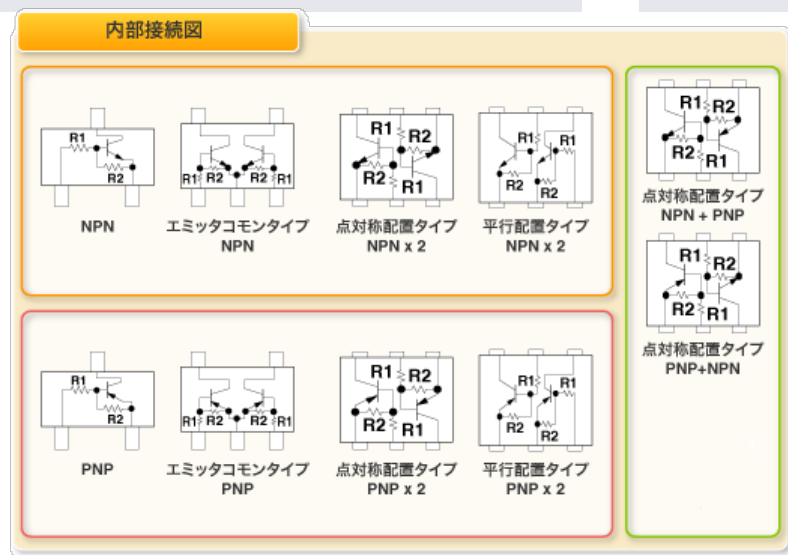 内部接続図
R1
R2
NPN
R1 R2 R2 R1
エミッタコモンタイプ
NPN
R1 R2
R2 R1
点対称配置タイプ
NPN x 2
R1 R1
R2 R2
平行配置タイプ
NPN x 2
R1 R2
R2 R1
点対称配置タイプ
NPN + PNP
R1 R2
R2 R1
点対称配置タイプ
PNP+NPN
R1
R2
PNP
R1 R2 R2 R1
エミッタコモンタイプ
PNP
R1 R2
R2 R1
点対称配置タイプ
PNP x 2
R1 R1
R2 R2
平行配置タイプ
PNP x 2